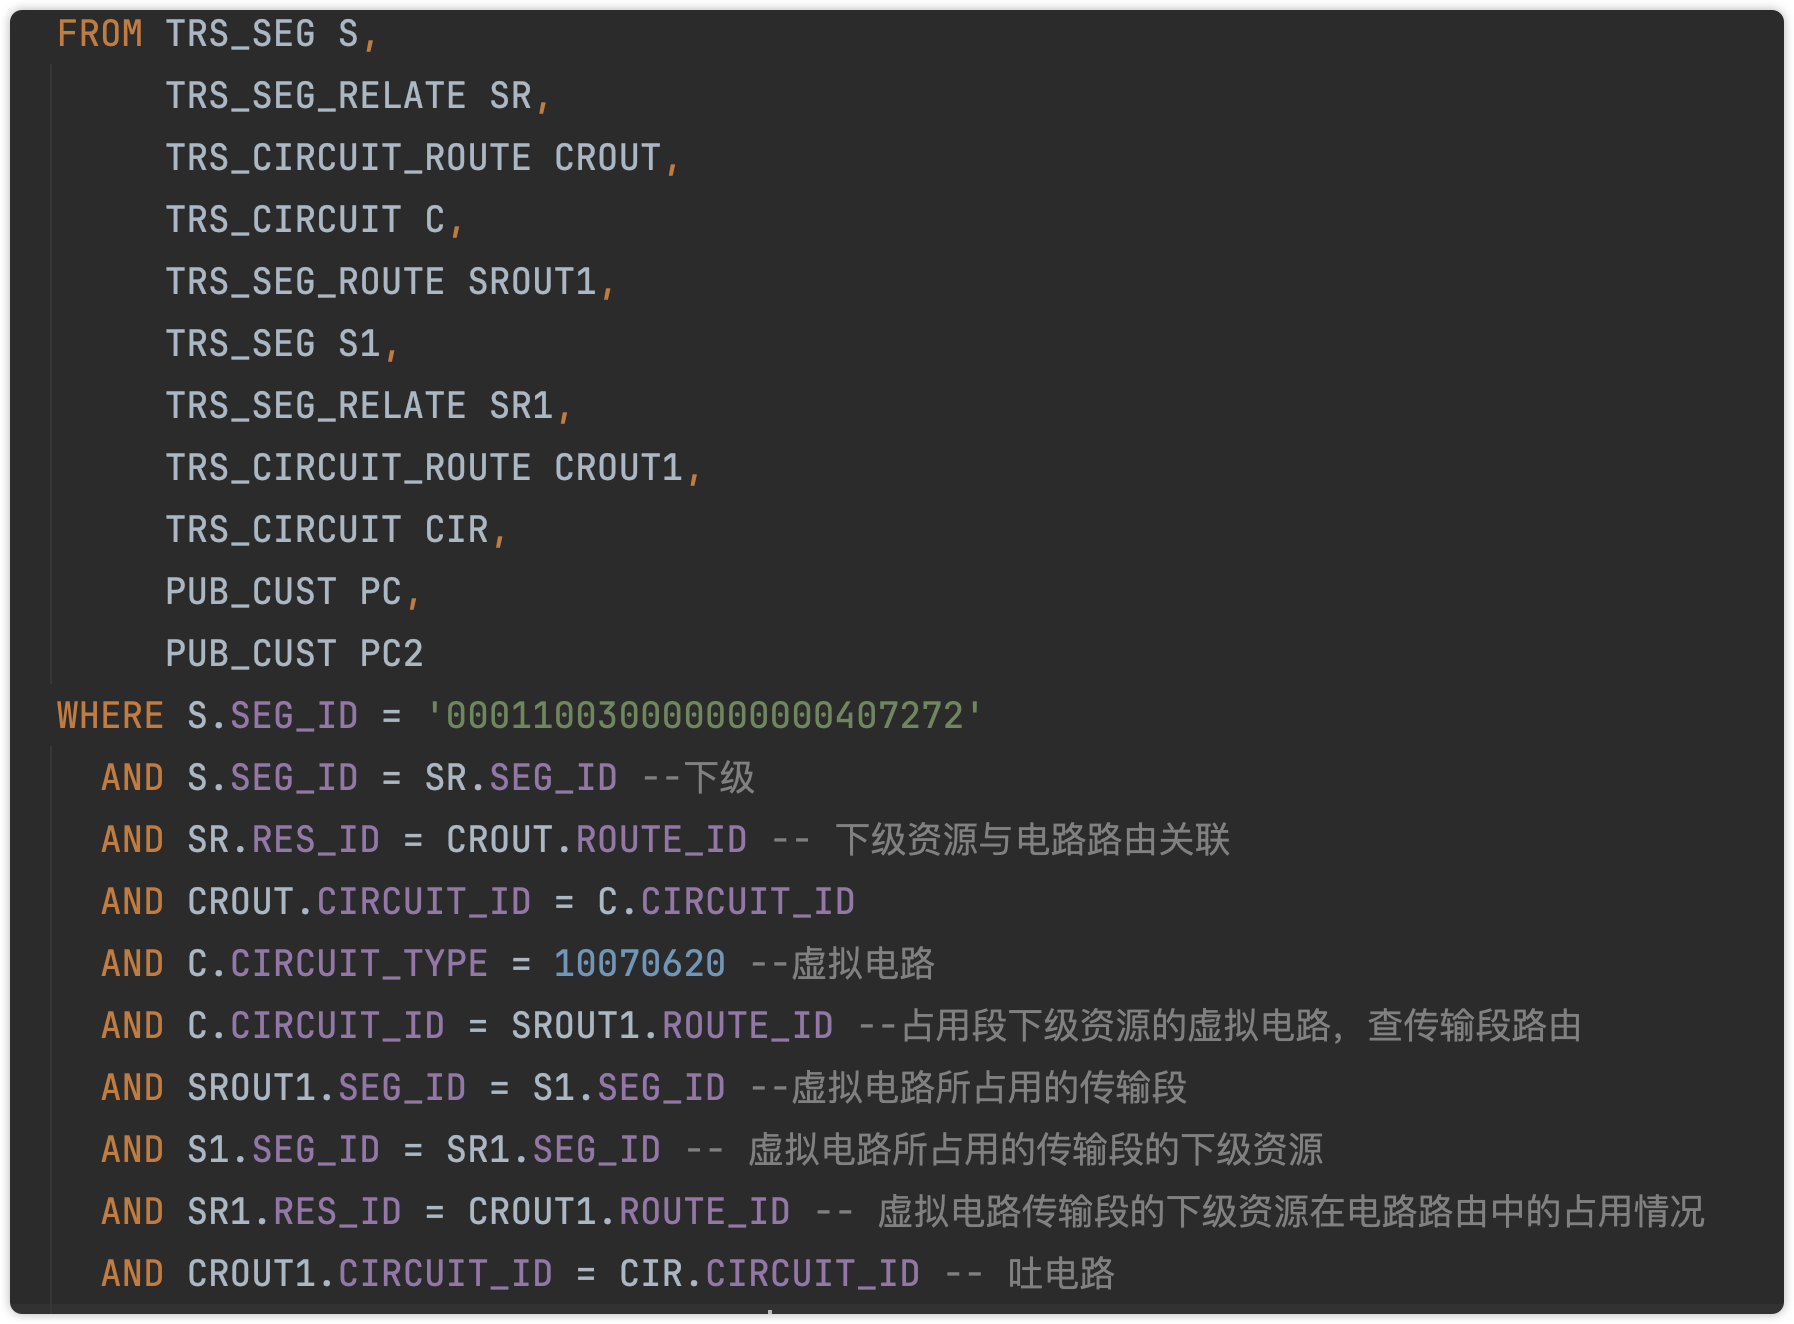 FROM TRS_SEG S,
TRS_SEG_RELATE SR,
TRS_CIRCUIT_ROUTE CROUT,
TRS_CIRCUIT C,
TRS_SEG_ROUTE SROUT1,
TRS_SEG S1,
TRS_SEG_RELATE SR1,
TRS_CIRCUIT_ROUTE CROUT1,
TRS_CIRCUIT CIR,
PUB_CUST PC,
PUB_CUST PC2
WHERE S.SEG_ID = '000110030000000000407272'
AND S.SEG_ID = SR.SEG_ID --下级
AND SR.RES_ID = CROUT.ROUTE_ID -- 下级资源与电路路由关联
AND CROUT.CIRCUIT_ID = C.CIRCUIT_ID
AND C.CIRCUIT_TYPE = 10070620 --虚拟电路
AND C.CIRCUIT_ID = SROUT1.ROUTE_ID --占用段下级资源的虚拟电路，查传输段路由
AND SROUT1.SEG_ID = S1.SEG_ID --虚拟电路所占用的传输段
AND S1.SEG_ID = SR1.SEG_ID -- 虚拟电路所占用的传输段的下级资源
AND SR1.RES_ID = CROUT1.ROUTE_ID -- 虚拟电路传输段的下级资源在电路路由中的占用情况
AND CROUT1.CIRCUIT_ID = CIR.CIRCUIT_ID -- 吐电路